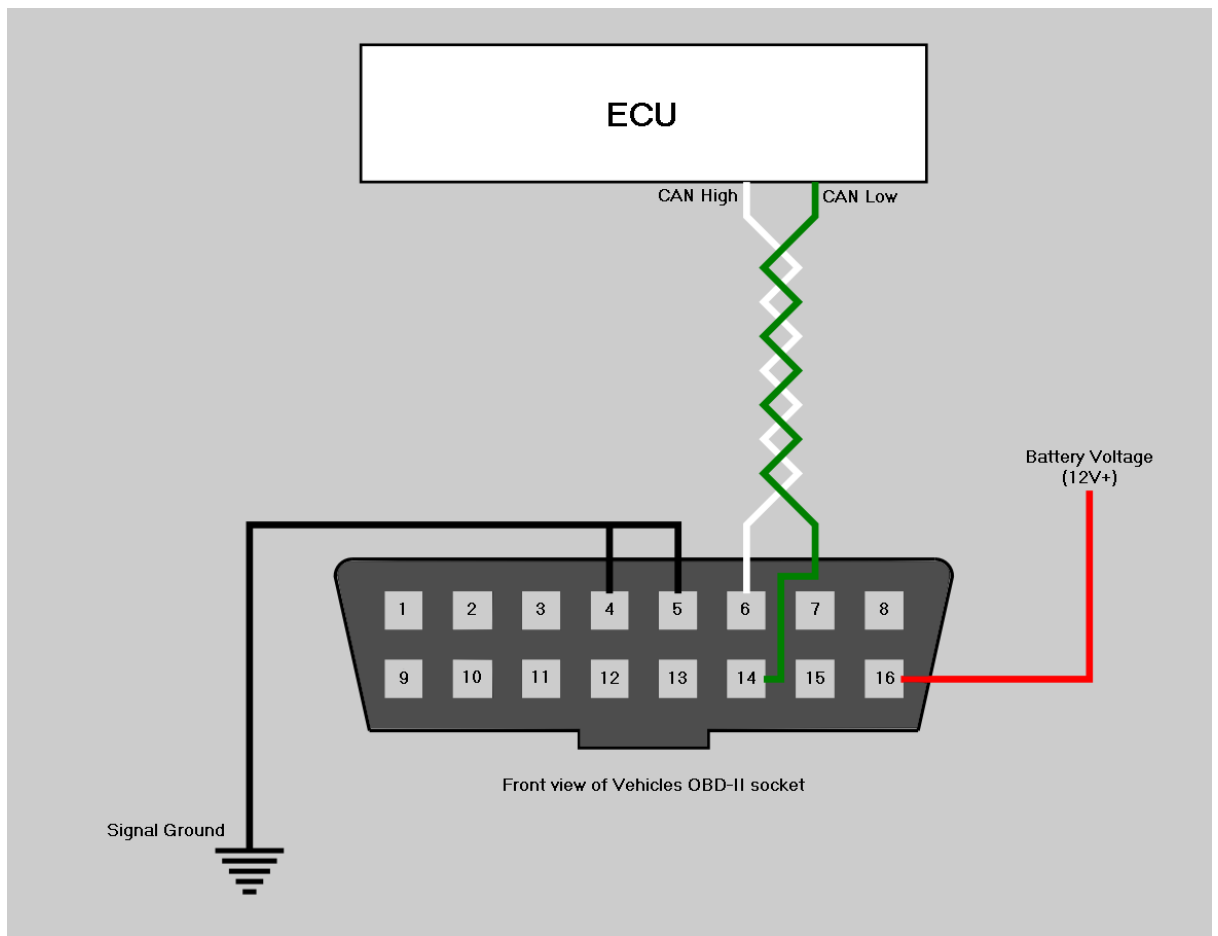 ECU
CAN High
CAN Low
Battery Voltage
(12V+)
1 2 3 4 5 6 7 8
9 10 11 12 13 14 15 16
Front view of Vehicles OBD-II socket
Signal Ground